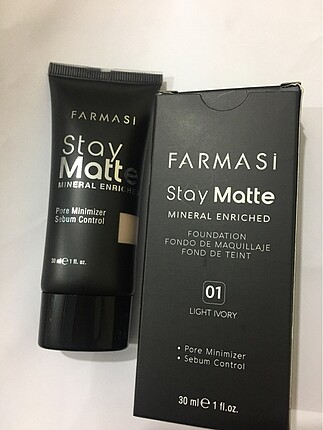 FARMASİ
Stay
Matte
MINERAL ENRICHE
Pore Minimizer
Sebum Control
30 ml e 1 fl. oz.
FARMASİ
Stay Matte
MINERAL ENRICHED
FOUNDATION
FONDO DE MAQUILLAJE
FOND DE TEINT
01
LIGHT IVORY
• Pore Minimizer
• Sebum Control
30 ml e 1 fl.oz.